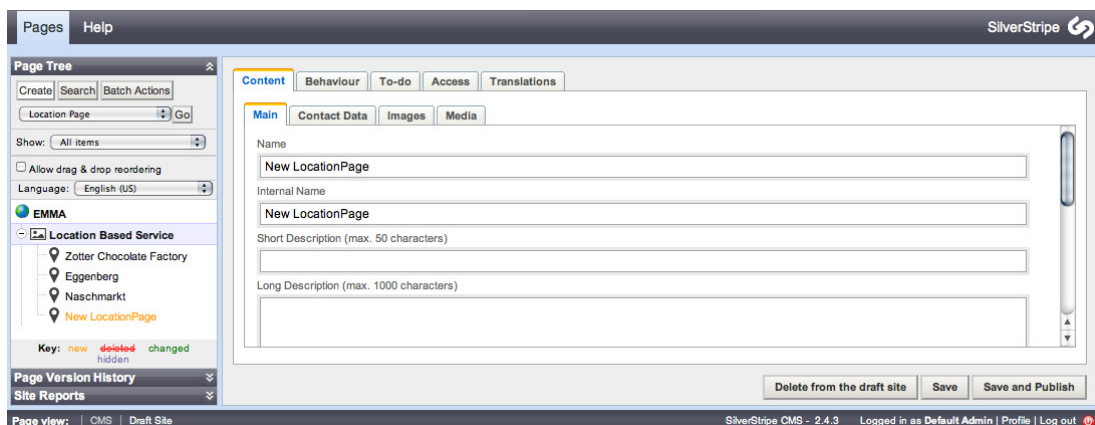 Pages Help SilverStripe
Page Tree
Create Search Batch Actions
Location Page Go
Show: All items
Allow drag & drop reordering
Language: English (US)
EMMA
Location Based Service
Zotter Chocolate Factory
Eggenberg
Naschmarkt
New LocationPage
Key: new deleted changed
hidden
Page Version History
Site Reports
Content Behaviour To-do Access Translations
Main Contact Data Images Media
Name
New LocationPage
Internal Name
New LocationPage
Short Description (max. 50 characters)
Long Description (max. 1000 characters)
Delete from the draft site Save Save and Publish
Page view: | CMS | Draft Site SilverStripe CMS - 2.4.3 Logged in as Default Admin | Profile | Log out